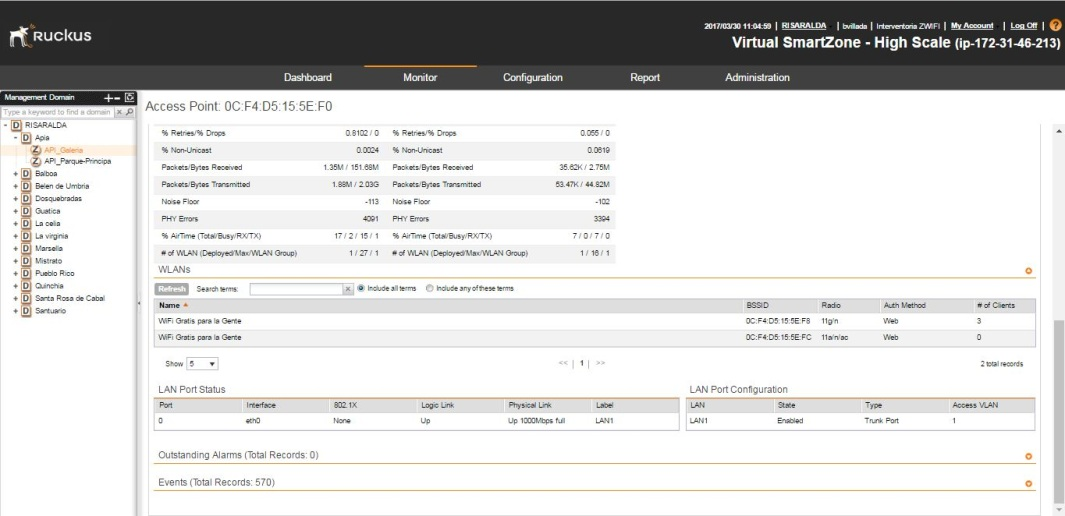 Ruckus
2017/03/30 11:04:59 | RISARALDA | bvillada | Interventoria ZWIFI | My Account | Log Off | ?
Virtual SmartZone - High Scale (ip-172-31-46-213)
Dashboard Monitor Configuration Report Administration
Management Domain
Type a keyword to find a domain
Access Point: 0C:F4:D5:15:5E:F0
D RISARALDA
D Apia
Z API_Galeria
Z API_Parque-Principa
D Balboa
D Belen de Umbria
D Dosquebradas
D Guatica
D La celia
D La virginia
D Marsella
D Mistrato
D Pueblo Rico
D Quinchia
D Santa Rosa de Cabal
D Santuario
% Retries/% Drops 0.8102 / 0 % Retries/% Drops 0.055 / 0
% Non-Unicast 0.0024 % Non-Unicast 0.0619
Packets/Bytes Received 1.35M / 151.68M Packets/Bytes Received 35.62K / 2.75M
Packets/Bytes Transmitted 1.88M / 2.03G Packets/Bytes Transmitted 53.47K / 44.82M
Noise Floor -113 Noise Floor -102
PHY Errors 4091 PHY Errors 3394
% AirTime (Total/Busy/RX/TX) 17 / 2 / 15 / 1 % AirTime (Total/Busy/RX/TX) 7 / 0 / 7 / 0
# of WLAN (Deployed/Max/WLAN Group) 1 / 27 / 1 # of WLAN (Deployed/Max/WLAN Group) 1 / 16 / 1
WLANs
Refresh Search terms: x Include all terms Include any of these terms
Name BSSID Radio Auth Method # of Clients
WiFi Gratis para la Gente 0C:F4:D5:15:5E:F8 11g/n Web 3
WiFi Gratis para la Gente 0C:F4:D5:15:5E:FC 11a/n/ac Web 0
Show 5 << | 1 | >> 2 total records
LAN Port Status LAN Port Configuration
Port Interface 802.1X Logic Link Physical Link Label LAN State Type Access VLAN
0 eth0 None Up Up 1000Mbps full LAN1 LAN1 Enabled Trunk Port 1
Outstanding Alarms (Total Records: 0)
Events (Total Records: 570)